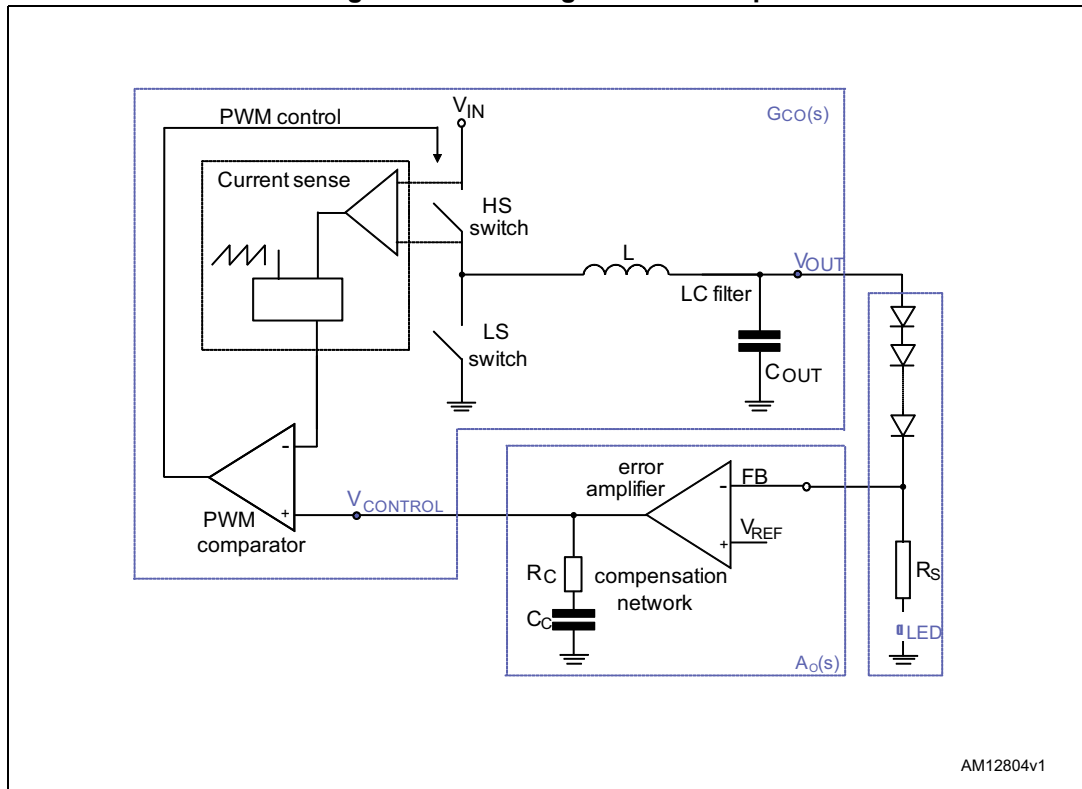 PWM control
VIN
GCO(s)
Current sense
HS
switch
L
VOUT
LC filter
LS
switch
COUT
error
amplifier
FB
VCONTROL
VREF
PWM
comparator
RC
compensation
network
RS
CC
LED
AO(s)
AM12804v1